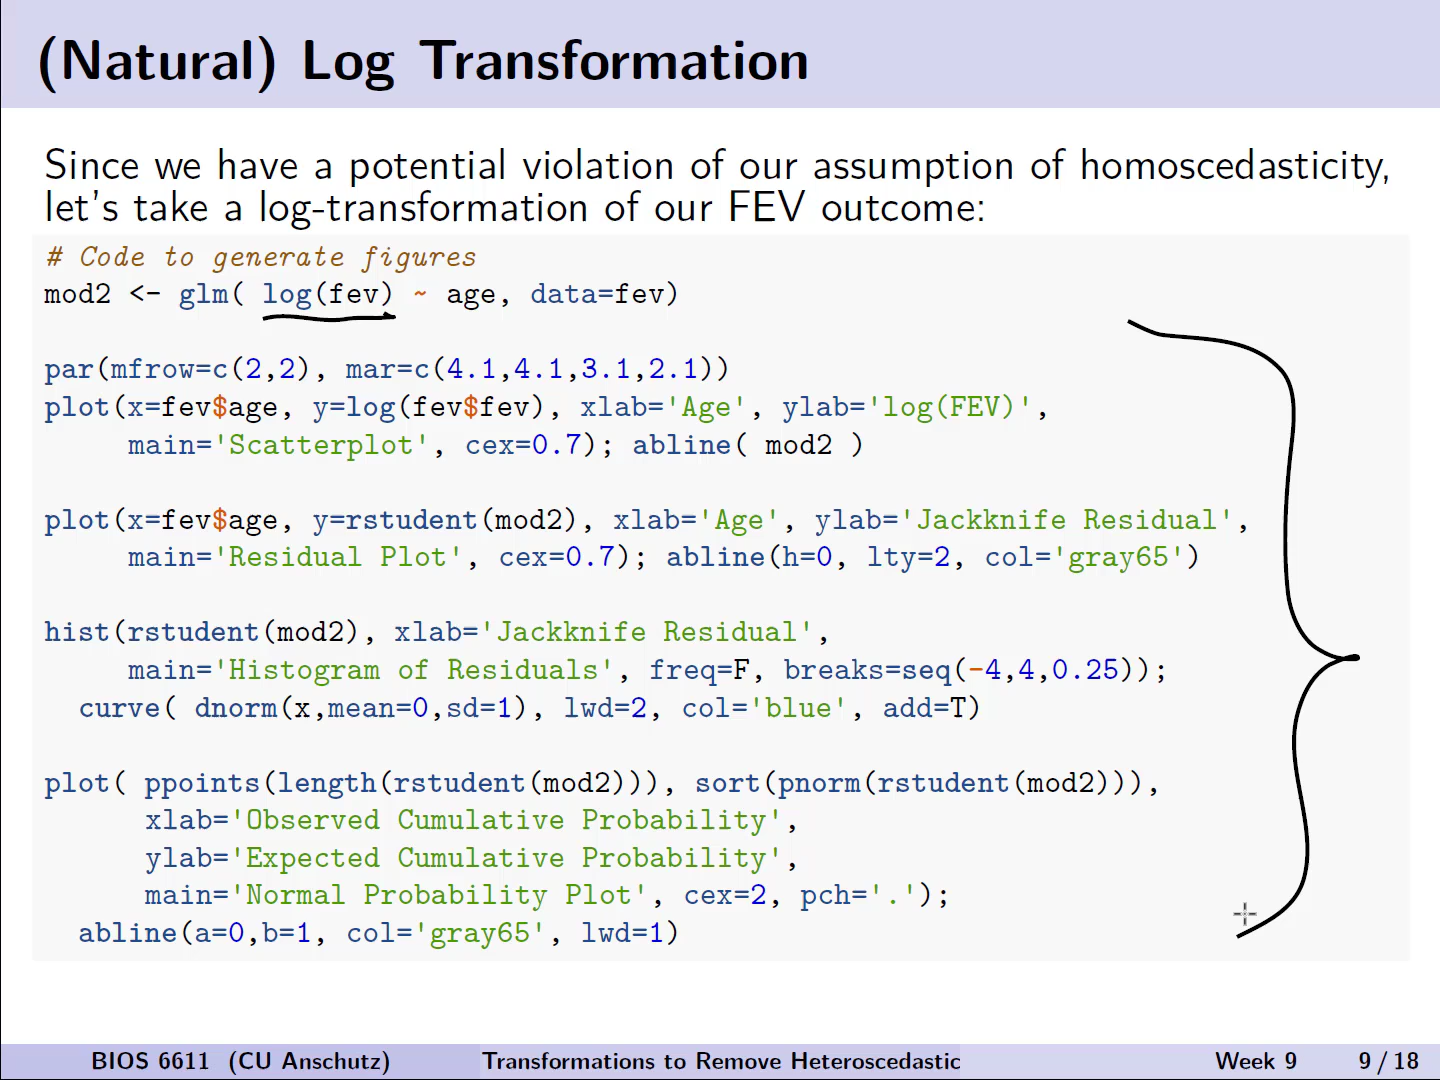 (Natural) Log Transformation
Since we have a potential violation of our assumption of homoscedasticity,
let's take a log-transformation of our FEV outcome:
# Code to generate figures
mod2 <- glm( log(fev) ~ age, data=fev)
par(mfrow=c(2,2), mar=c(4.1,4.1,3.1,2.1))
plot(x=fev$age, y=log(fev$fev), xlab='Age', ylab='log(FEV)',
main='Scatterplot', cex=0.7); abline( mod2 )
plot(x=fev$age, y=rstudent(mod2), xlab='Age', ylab='Jackknife Residual',
main='Residual Plot', cex=0.7); abline(h=0, lty=2, col='gray65')
hist(rstudent(mod2), xlab='Jackknife Residual',
main='Histogram of Residuals', freq=F, breaks=seq(-4,4,0.25));
curve( dnorm(x,mean=0,sd=1), lwd=2, col='blue', add=T)
plot( ppoints(length(rstudent(mod2))), sort(pnorm(rstudent(mod2))),
xlab='Observed Cumulative Probability',
ylab='Expected Cumulative Probability',
main='Normal Probability Plot', cex=2, pch='.');
abline(a=0,b=1, col='gray65', lwd=1)
BIOS 6611 (CU Anschutz) Transformations to Remove Heteroscedastic Week 9 9 / 18